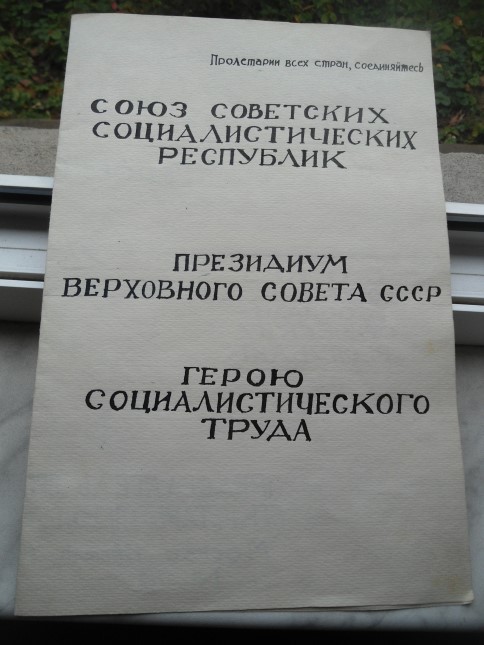 Пролетарии всех стран, соединяйтесь
СОЮЗ СОВЕТСКИХ
СОЦИАЛИСТИЧЕСКИХ
РЕСПУБЛИК
ПРЕЗИДИУМ
ВЕРХОВНОГО СОВЕТА СССР
ГЕРОЮ
СОЦИАЛИСТИЧЕСКОГО
ТРУДА